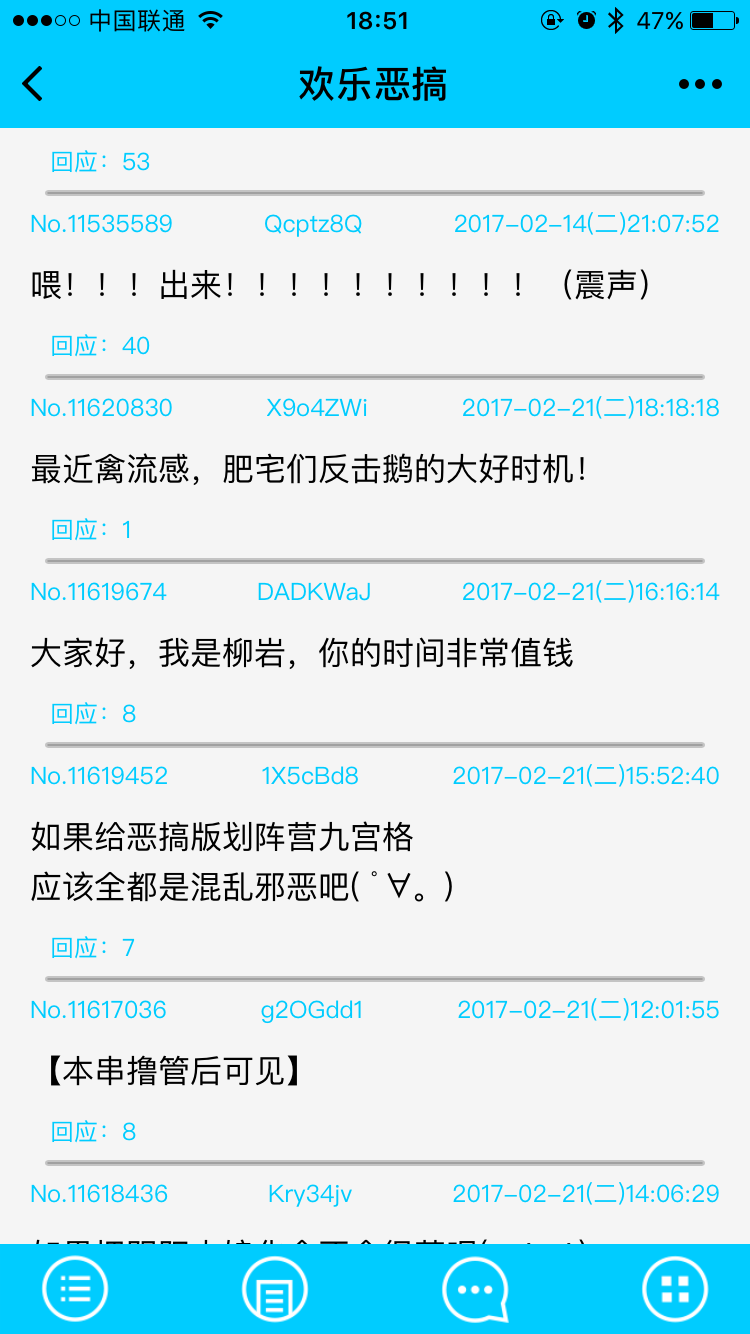 中国联通 18:51 47%
欢乐恶搞
回应：53
No.11535589 Qcptz8Q 2017-02-14(二)21:07:52
喂！！！出来！！！！！！！！！！（震声）
回应：40
No.11620830 X9o4ZWi 2017-02-21(二)18:18:18
最近禽流感，肥宅们反击鹅的大好时机！
回应：1
No.11619674 DADKWaJ 2017-02-21(二)16:16:14
大家好，我是柳岩，你的时间非常值钱
回应：8
No.11619452 1X5cBd8 2017-02-21(二)15:52:40
如果给恶搞版划阵营九宫格
应该全都是混乱邪恶吧( ﾟ∀。)
回应：7
No.11617036 g2OGdd1 2017-02-21(二)12:01:55
【本串撸管后可见】
回应：8
No.11618436 Kry34jv 2017-02-21(二)14:06:29